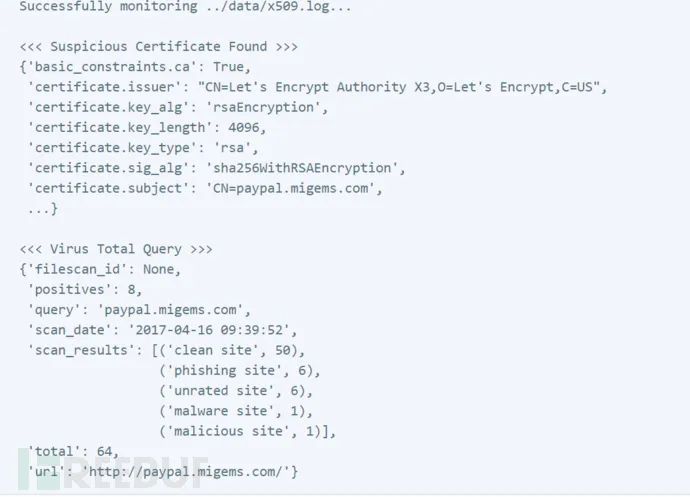 Successfully monitoring ../data/x509.log...
<<< Suspicious Certificate Found >>>
{'basic_constraints.ca': True,
'certificate.issuer': "CN=Let's Encrypt Authority X3,O=Let's Encrypt,C=US",
'certificate.key_alg': 'rsaEncryption',
'certificate.key_length': 4096,
'certificate.key_type': 'rsa',
'certificate.sig_alg': 'sha256WithRSAEncryption',
'certificate.subject': 'CN=paypal.migems.com',
...}
<<< Virus Total Query >>>
{'filescan_id': None,
'positives': 8,
'query': 'paypal.migems.com',
'scan_date': '2017-04-16 09:39:52',
'scan_results': [('clean site', 50),
('phishing site', 6),
('unrated site', 6),
('malware site', 1),
('malicious site', 1)],
'total': 64,
'url': 'http://paypal.migems.com/'}
REEBUF